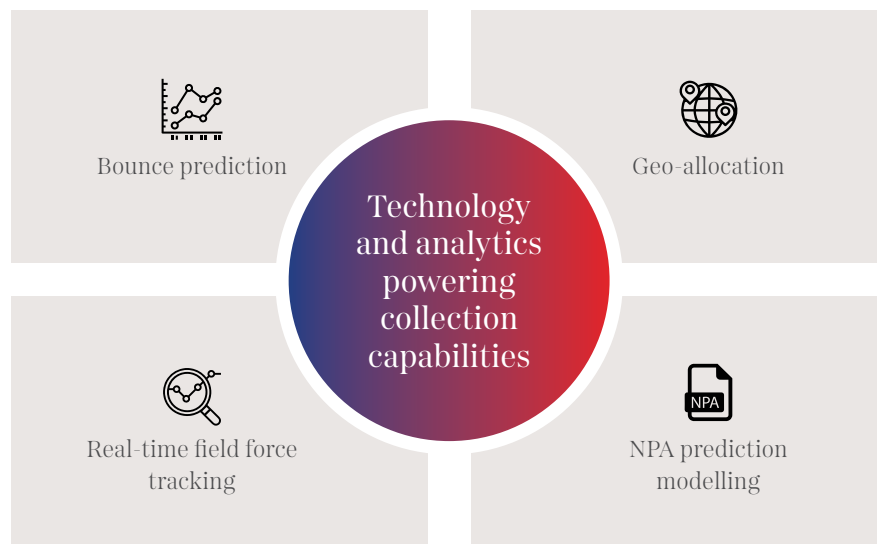 Bounce prediction
Geo-allocation
Technology
and analytics
powering
collection
capabilities
Real-time field force
tracking
NPA
NPA prediction
modelling